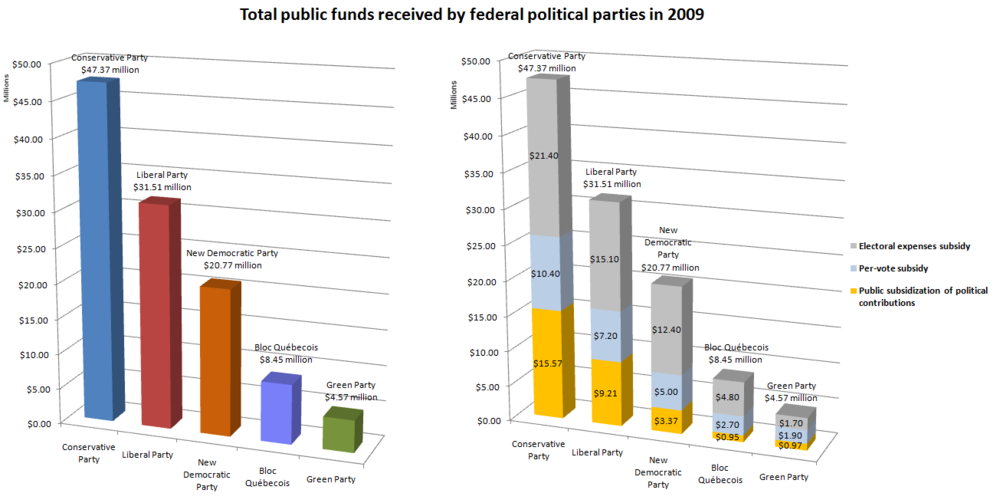 Total public funds received by federal political parties in 2009
Millions
$50.00
$45.00
$40.00
$35.00
$30.00
$25.00
$20.00
$15.00
$10.00
$5.00
$0.00
Conservative Party
$47.37 million
Liberal Party
$31.51 million
New Democratic Party
$20.77 million
Bloc Québecois
$8.45 million
Green Party
$4.57 million
Conservative
Party
Liberal Party
New
Democratic
Party
Bloc
Québecois
Green Party
Millions
$50.00
$45.00
$40.00
$35.00
$30.00
$25.00
$20.00
$15.00
$10.00
$5.00
$0.00
Conservative Party
$47.37 million
$21.40
$10.40
$15.57
Liberal Party
$31.51 million
$15.10
$7.20
$9.21
New
Democratic
Party
$20.77 million
$12.40
$5.00
$3.37
Bloc Québecois
$8.45 million
$4.80
$2.70
$0.95
Green Party
$4.57 million
$1.70
$1.90
$0.97
Conservative
Party
Liberal Party
New
Democratic
Party
Bloc
Québecois
Green Party
Electoral expenses subsidy
Per-vote subsidy
Public subsidization of political
contributions